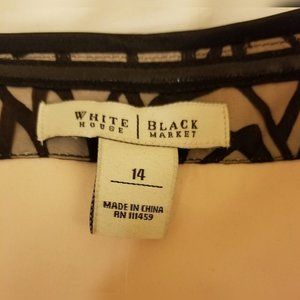 WHITE HOUSE | BLACK MARKET
14
MADE IN CHINA
RN 111459